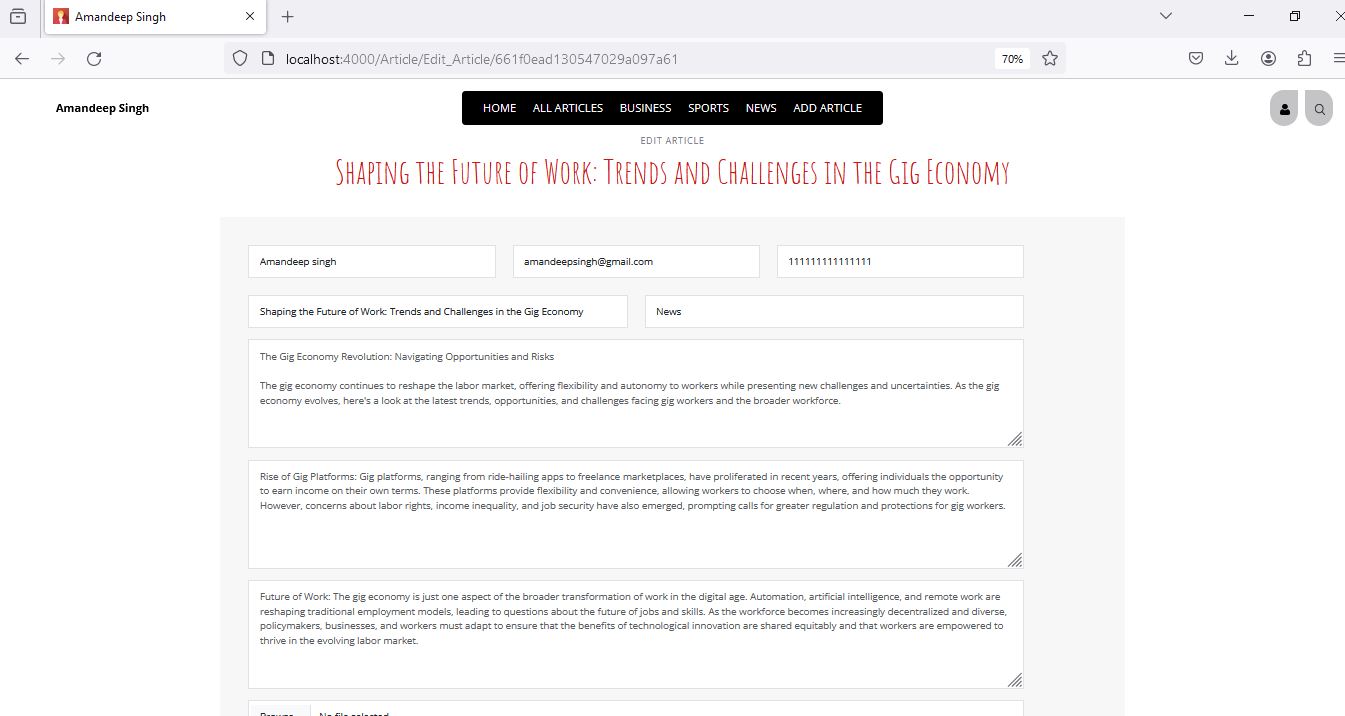 Amandeep Singh
localhost:4000/Article/Edit_Article/661f0ead130547029a097a61
70%
Amandeep Singh
HOME ALL ARTICLES BUSINESS SPORTS NEWS ADD ARTICLE
EDIT ARTICLE
Shaping the Future of Work: Trends and Challenges in the Gig Economy
Amandeep singh
amandeepsingh@gmail.com
111111111111111
Shaping the Future of Work: Trends and Challenges in the Gig Economy
News
The Gig Economy Revolution: Navigating Opportunities and Risks
The gig economy continues to reshape the labor market, offering flexibility and autonomy to workers while presenting new challenges and uncertainties. As the gig
economy evolves, here's a look at the latest trends, opportunities, and challenges facing gig workers and the broader workforce.
Rise of Gig Platforms: Gig platforms, ranging from ride-hailing apps to freelance marketplaces, have proliferated in recent years, offering individuals the opportunity
to earn income on their own terms. These platforms provide flexibility and convenience, allowing workers to choose when, where, and how much they work.
However, concerns about labor rights, income inequality, and job security have also emerged, prompting calls for greater regulation and protections for gig workers.
Future of Work: The gig economy is just one aspect of the broader transformation of work in the digital age. Automation, artificial intelligence, and remote work are
reshaping traditional employment models, leading to questions about the future of jobs and skills. As the workforce becomes increasingly decentralized and diverse,
policymakers, businesses, and workers must adapt to ensure that the benefits of technological innovation are shared equitably and that workers are empowered to
thrive in the evolving labor market.
Browse... No file selected.